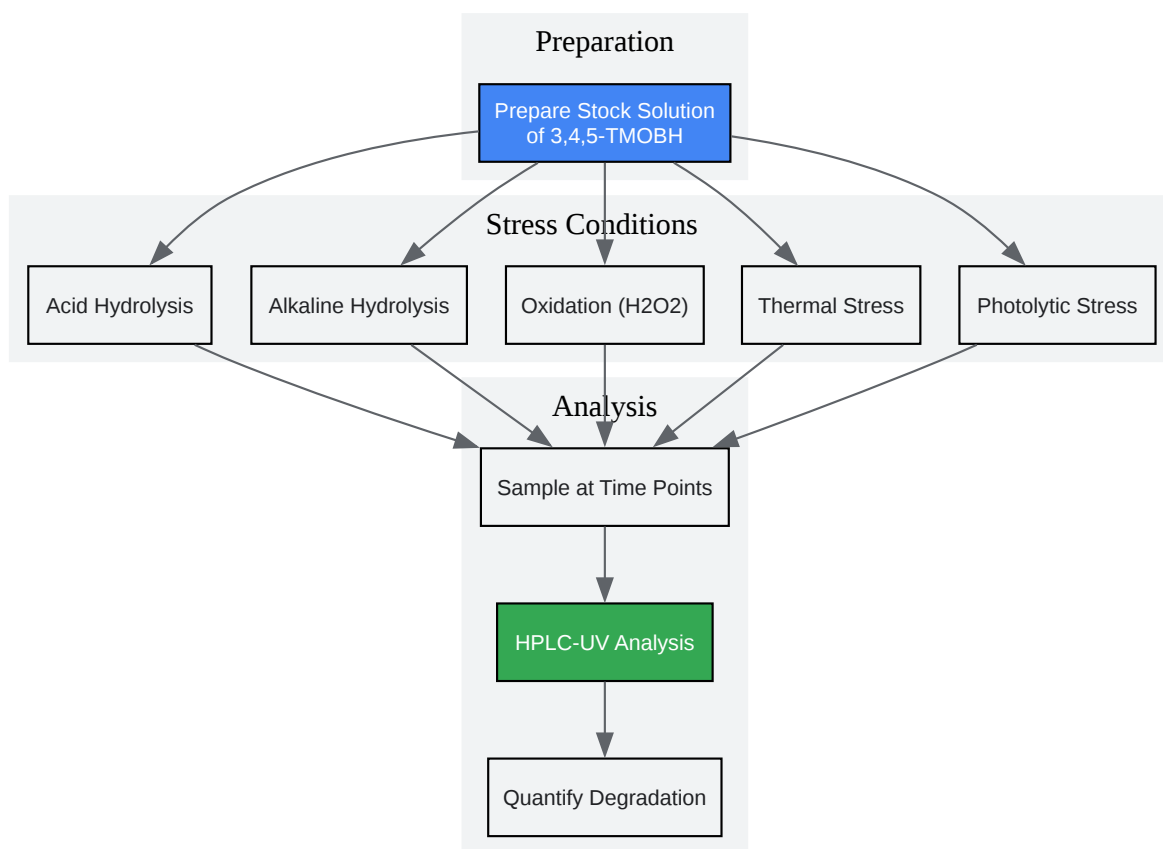 Preparation
Prepare Stock Solution
of 3,4,5-TMOBH
Stress Conditions
Acid Hydrolysis
Alkaline Hydrolysis
Oxidation (H2O2)
Thermal Stress
Photolytic Stress
Analysis
Sample at Time Points
HPLC-UV Analysis
Quantify Degradation